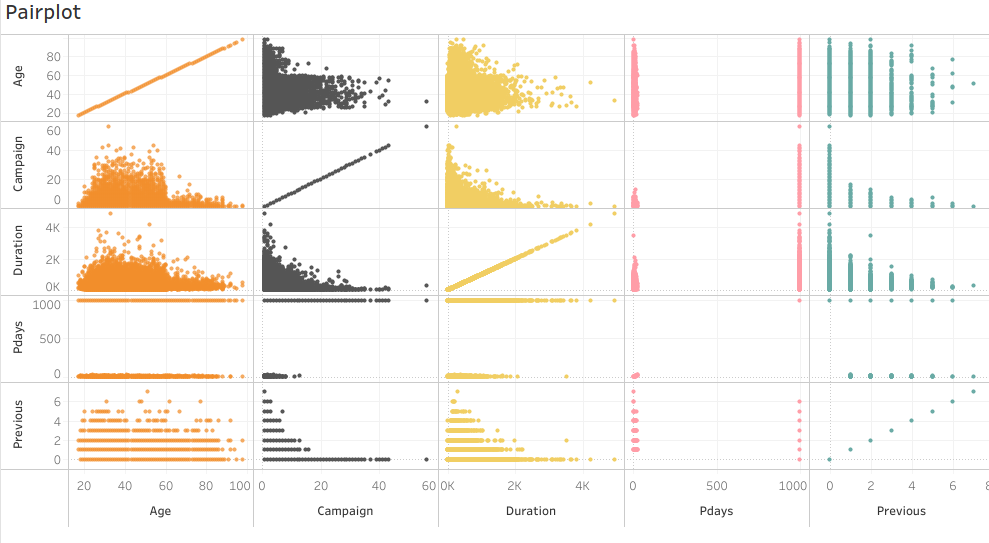 Pairplot
Age
80
60
40
20
Campaign
60
40
20
0
Duration
4K
2K
0K
Pdays
1000
500
0
Previous
6
4
2
0
20 40 60 80 100 0 20 40 60 0K 2K 4K 0 500 1000 0 2 4 6 8
Age Campaign Duration Pdays Previous